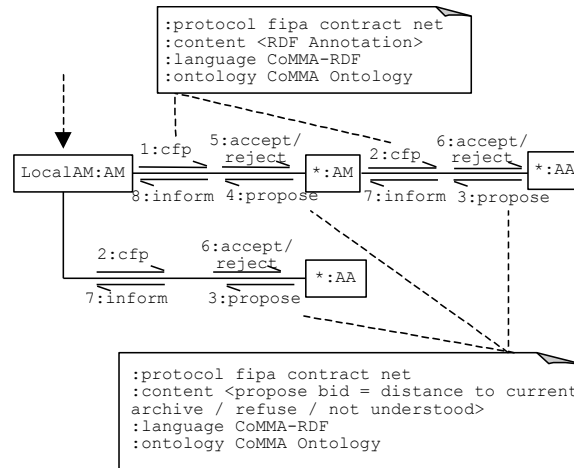 :protocol fipa contract net
:content <RDF Annotation>
:language CoMMA-RDF
:ontology CoMMA Ontology
1:cfp
5:accept/
reject
2:cfp
6:accept/
reject
LocalAM:AM
*:AM
*:AA
8:inform
4:propose
7:inform
3:propose
2:cfp
6:accept/
reject
*:AA
7:inform
3:propose
:protocol fipa contract net
:content <propose bid = distance to current
archive / refuse / not understood>
:language CoMMA-RDF
:ontology CoMMA Ontology